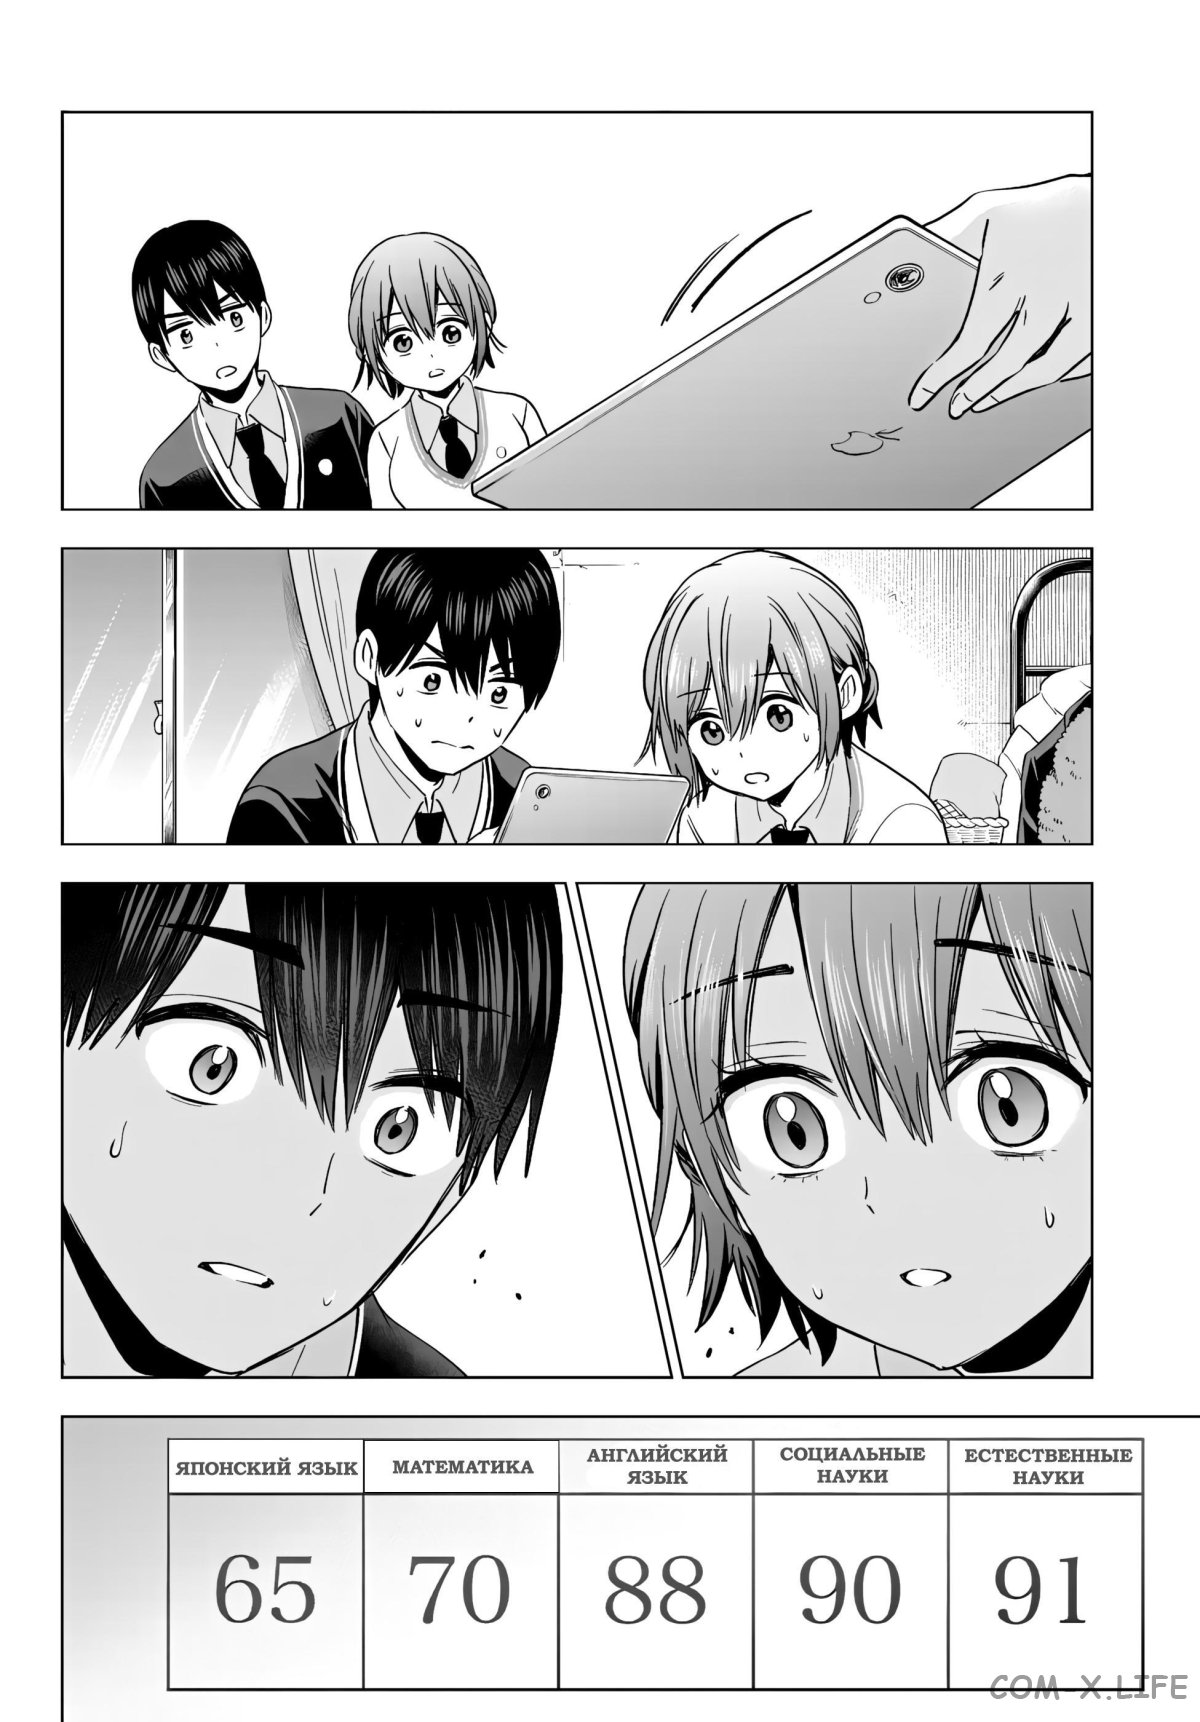 ЯПОНСКИЙ ЯЗЫК
МАТЕМАТИКА
АНГЛИЙСКИЙ
ЯЗЫК
СОЦИАЛЬНЫЕ
НАУКИ
ЕСТЕСТВЕННЫЕ
НАУКИ
65
70
88
90
91
COM-X.LIFE